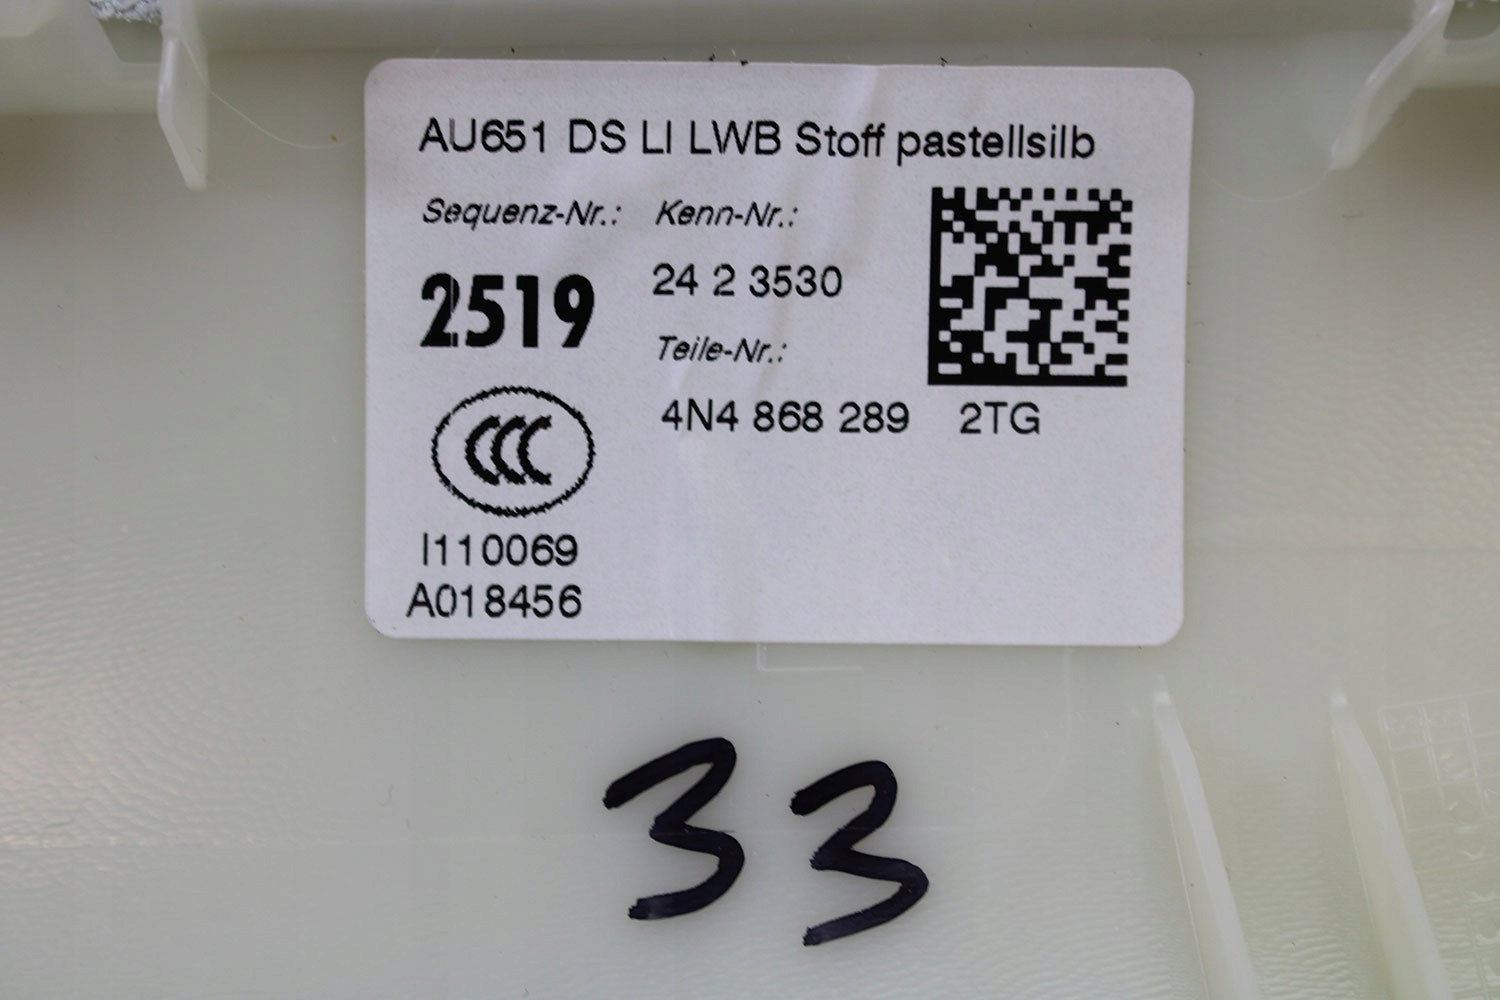 AU651 DS LI LWB Stoff pastellsilb
Sequenz-Nr.: Kenn-Nr.:
2519 24 2 3530
Teile-Nr.:
4N4 868 289 2TG
CCC
I110069
A018456
33